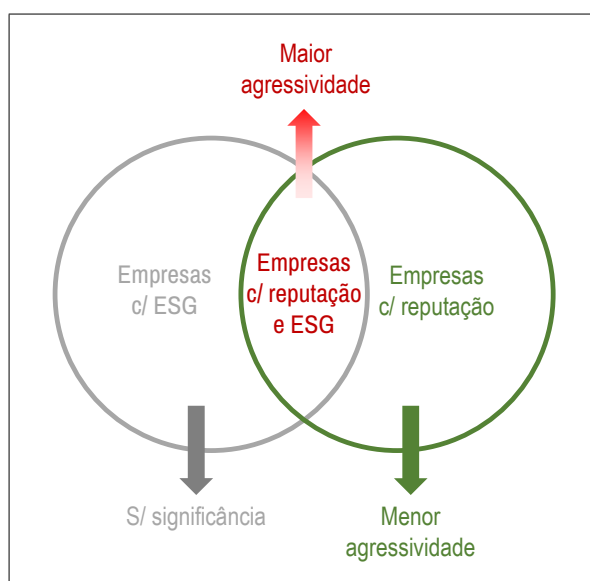 Maior
agressividade
Empresas
c/ ESG
Empresas
c/ reputação
e ESG
Empresas
c/ reputação
S/ significância
Menor
agressividade